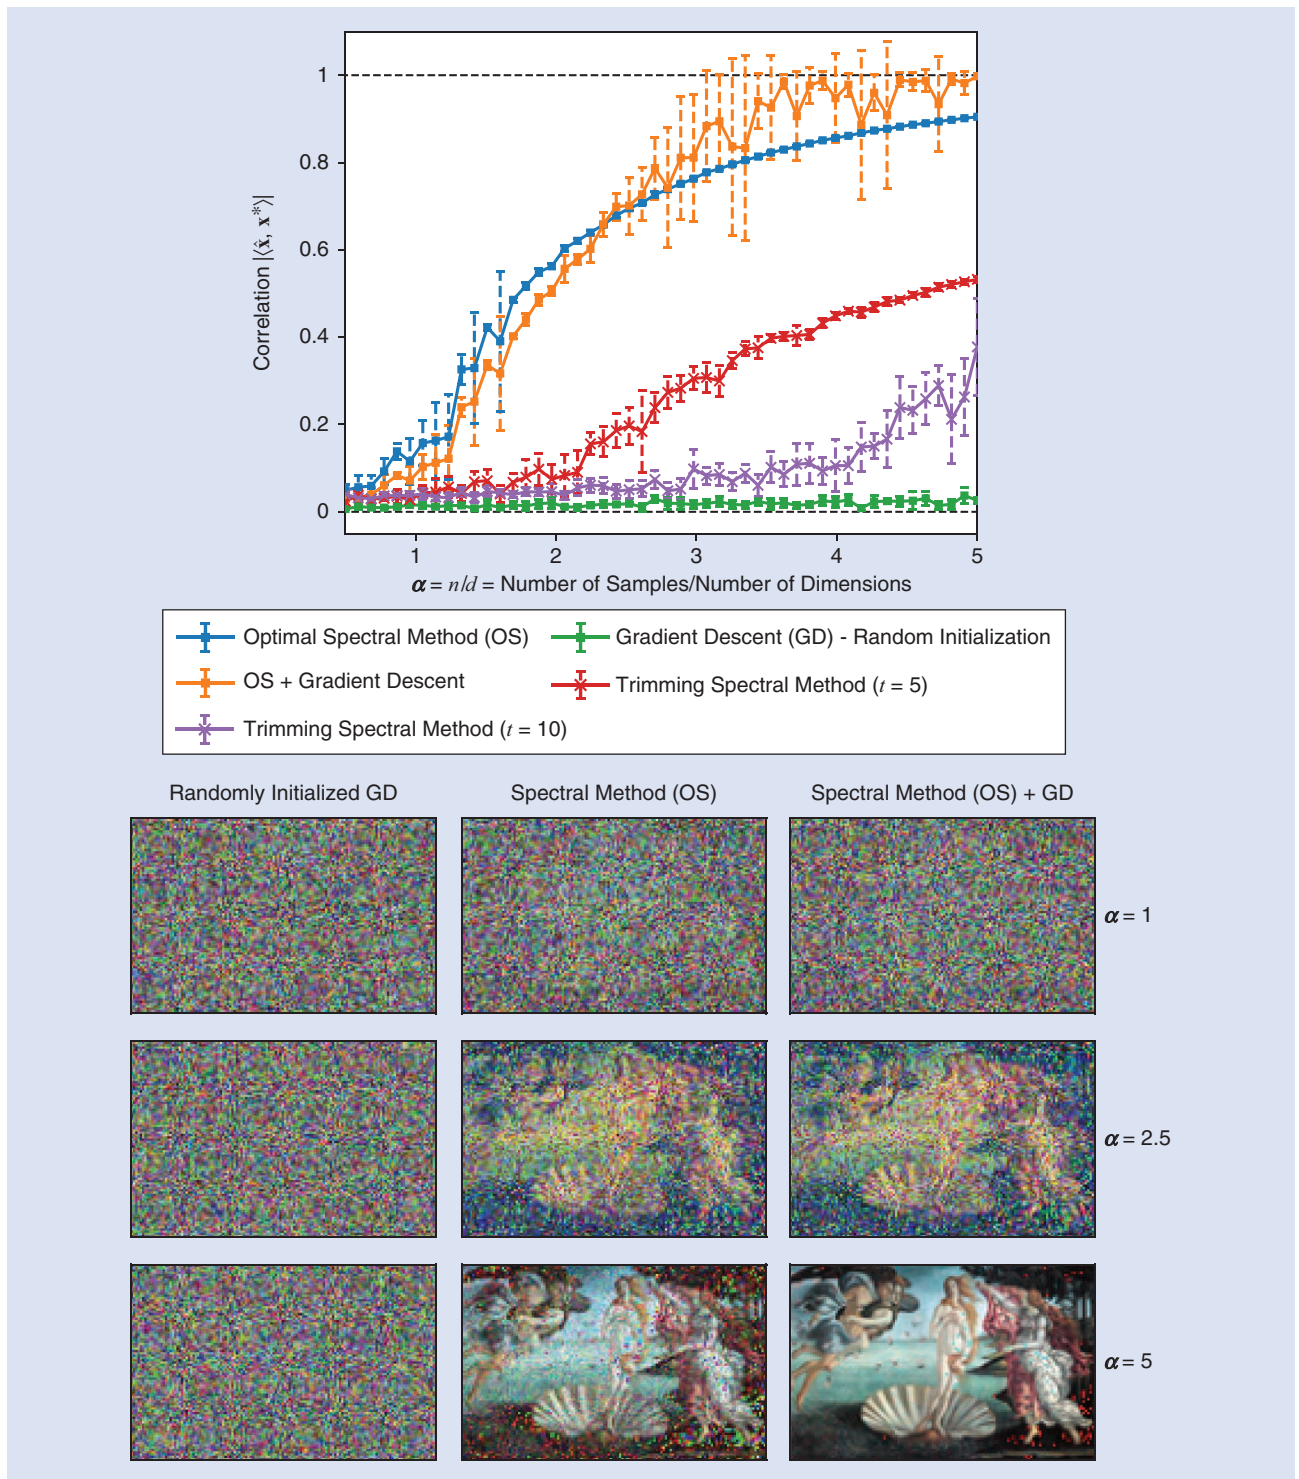 1
0.8
0.6
0.4
0.2
0
Correlation |⟨x̂, x*⟩|
1 2 3 4 5
α = n/d = Number of Samples/Number of Dimensions
Optimal Spectral Method (OS)
Gradient Descent (GD) - Random Initialization
OS + Gradient Descent
Trimming Spectral Method (t = 5)
Trimming Spectral Method (t = 10)
Randomly Initialized GD
Spectral Method (OS)
Spectral Method (OS) + GD
α = 1
α = 2.5
α = 5